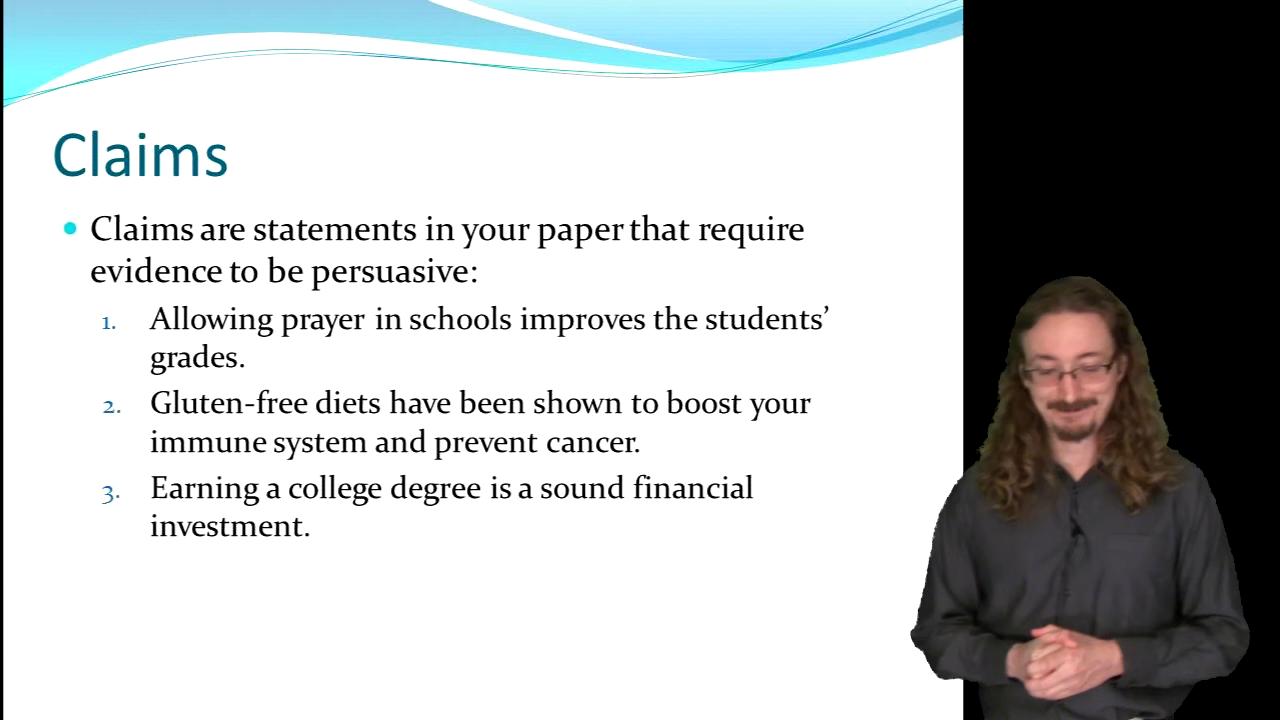 Claims
Claims are statements in your paper that require
evidence to be persuasive:
1. Allowing prayer in schools improves the students’
grades.
2. Gluten-free diets have been shown to boost your
immune system and prevent cancer.
3. Earning a college degree is a sound financial
investment.